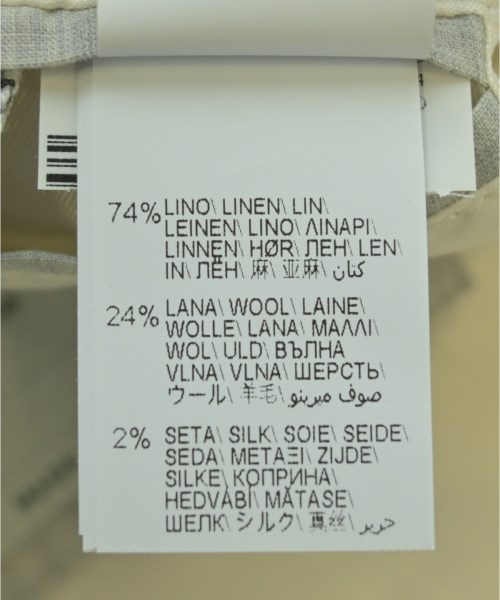 74% LINO\ LINEN\ LIN\
LEINEN\ LINO\ ΛΙΝΑΡΙ\
LINNEN\ HØR\ ЛЕН\ LEN\
IN\ ЛЁН\ 麻\ 亚麻\ كتان
24% LANA\ WOOL\ LAINE\
WOLLE\ LANA\ ΜΑΛΛΙ\
WOL\ ULD\ ВЪЛНА
VLNA\ VLNA\ ШЕРСТЬ\
ウール\ 羊毛\ صوف ميرينو
2% SETA\ SILK\ SOIE\ SEIDE\
SEDA\ ΜΕΤΑΞΙ\ ZIJDE\
SILKE\ КОПРИНА\
HEDVÁBÍ\ MĂTASE\
ШЕЛК\ シルク\ 真丝\ حرير